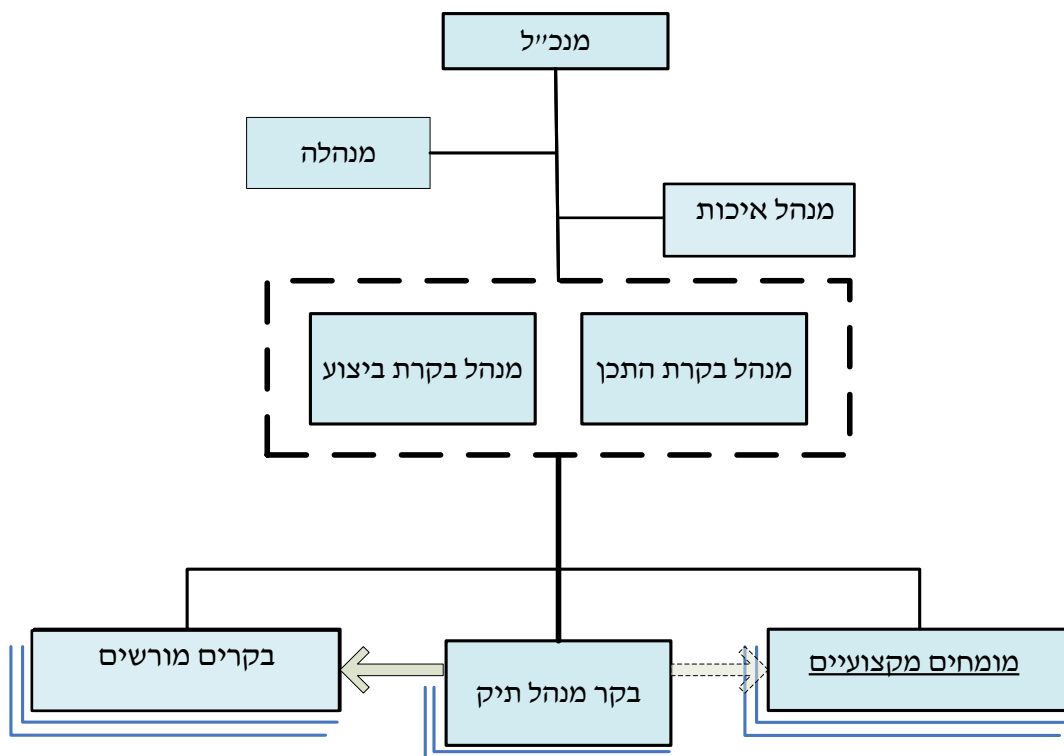 מנכ״ל
מנהלה
מנהל איכות
מנהל בקרת התכן
מנהל בקרת ביצוע
מומחים מקצועיים
בקר מנהל תיק
בקרים מורשים